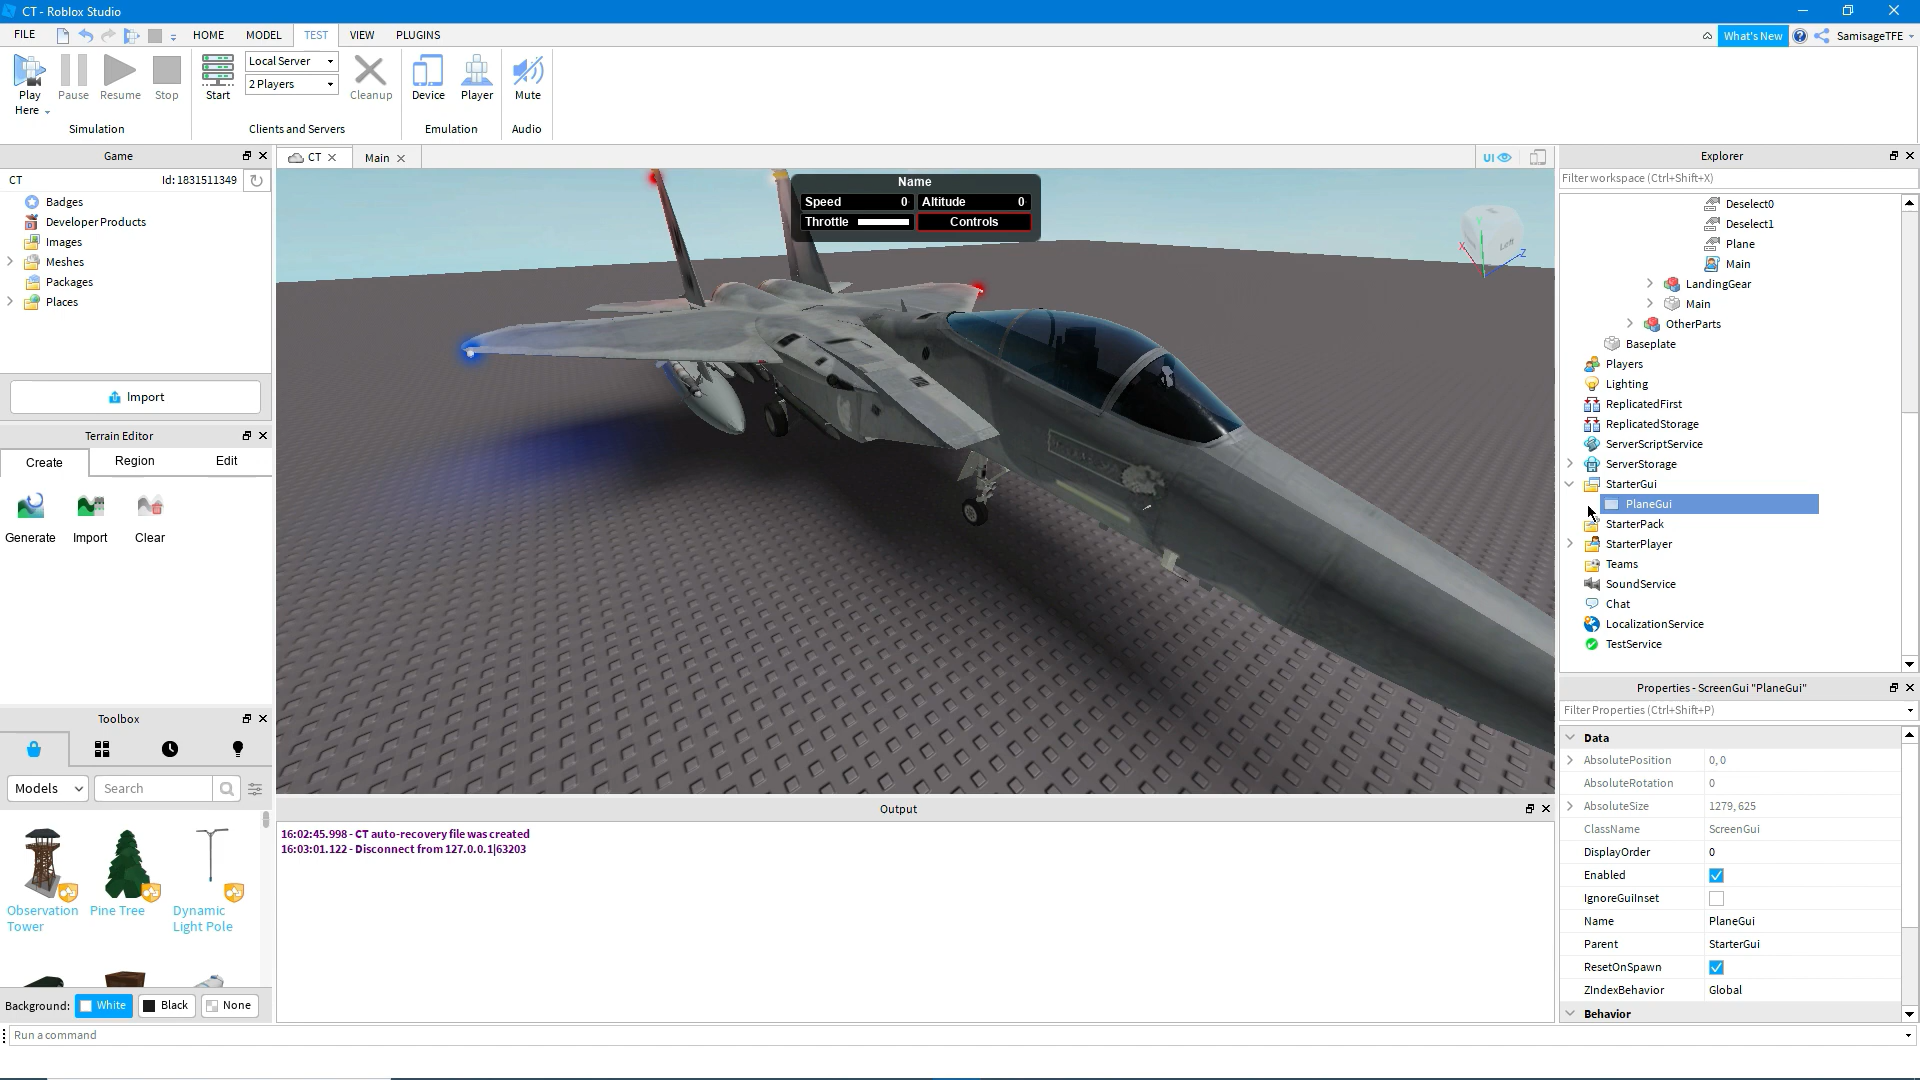 CT - Roblox Studio
FILE HOME MODEL TEST VIEW PLUGINS What's New SamisageTFE
Play Here Pause Resume Stop
Simulation
Start Local Server 2 Players Cleanup
Clients and Servers
Device Player
Emulation
Mute
Audio
Game
CT Id: 1831511349
Badges
Developer Products
Images
Meshes
Packages
Places
Import
Terrain Editor
Create Region Edit
Generate Import Clear
Toolbox
Models Search
Observation Tower
Pine Tree
Dynamic Light Pole
Background: White Black None
Run a command
CT Main UI
Name
Speed 0 Altitude 0
Throttle Controls
Left
X Y Z
Output
16:02:45.998 - CT auto-recovery file was created
16:03:01.122 - Disconnect from 127.0.0.1|63203
Explorer
Filter workspace (Ctrl+Shift+X)
Deselect0
Deselect1
Plane
Main
LandingGear
Main
OtherParts
Baseplate
Players
Lighting
ReplicatedFirst
ReplicatedStorage
ServerScriptService
ServerStorage
StarterGui
PlaneGui
StarterPack
StarterPlayer
Teams
SoundService
Chat
LocalizationService
TestService
Properties - ScreenGui "PlaneGui"
Filter Properties (Ctrl+Shift+P)
Data
AbsolutePosition 0, 0
AbsoluteRotation 0
AbsoluteSize 1279, 625
ClassName ScreenGui
DisplayOrder 0
Enabled
IgnoreGuiInset
Name PlaneGui
Parent StarterGui
ResetOnSpawn
ZIndexBehavior Global
Behavior